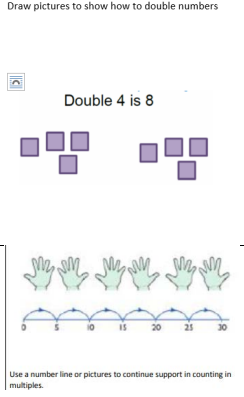 Draw pictures to show how to double numbers
Double 4 is 8
0 5 10 15 20 25 30
Use a number line or pictures to continue support in counting in
multiples.